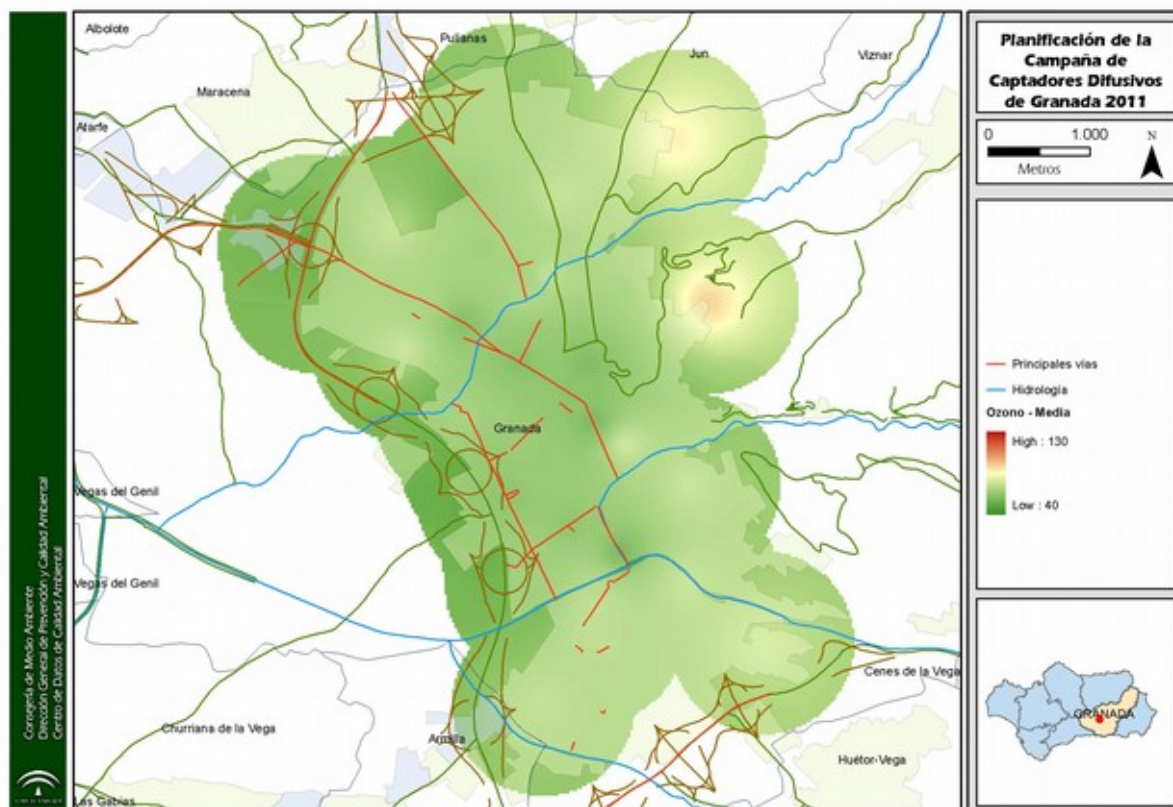 Albolote
Pulianas
Jun
Viznar
Maracena
Atarfe
Granada
Vegas del Genil
Vegas del Genil
Cenes de la Vega
Churriana de la Vega
Armilla
Huétor-Vega
Las Gabias
Consejería de Medio Ambiente
Dirección General de Prevención y Calidad Ambiental
Centro de Datos de Calidad Ambiental
Planificación de la
Campaña de
Captadores Difusivos
de Granada 2011
0 1.000
Metros
N
Principales vías
Hidrología
Ozono - Media
High : 130
Low : 40
GRANADA